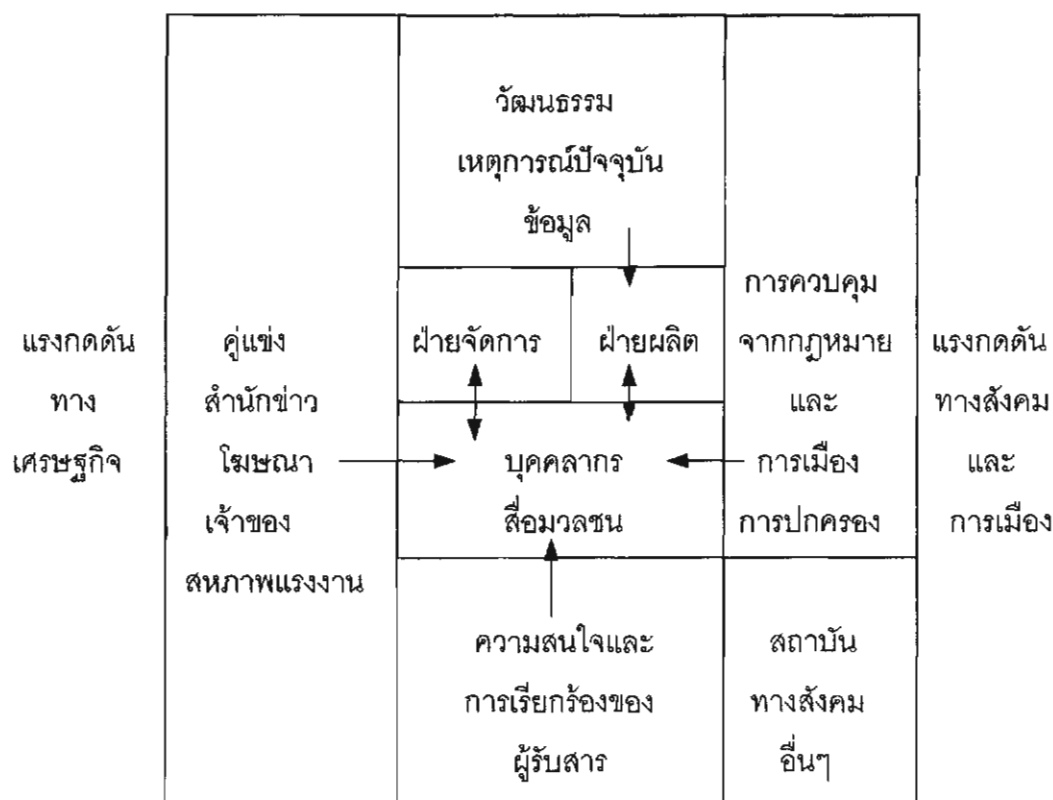 วัฒนธรรม
เหตุการณ์ปัจจุบัน
ข้อมูล
แรงกดดัน
ทาง
เศรษฐกิจ
คู่แข่ง
สำนักข่าว
โฆษณา
เจ้าของ
สหภาพแรงงาน
ฝ่ายจัดการ
ฝ่ายผลิต
บุคคลากร
สื่อมวลชน
ความสนใจและ
การเรียกร้องของ
ผู้รับสาร
การควบคุม
จากกฎหมาย
และ
การเมือง
การปกครอง
สถาบัน
ทางสังคม
อื่นๆ
แรงกดดัน
ทางสังคม
และ
การเมือง